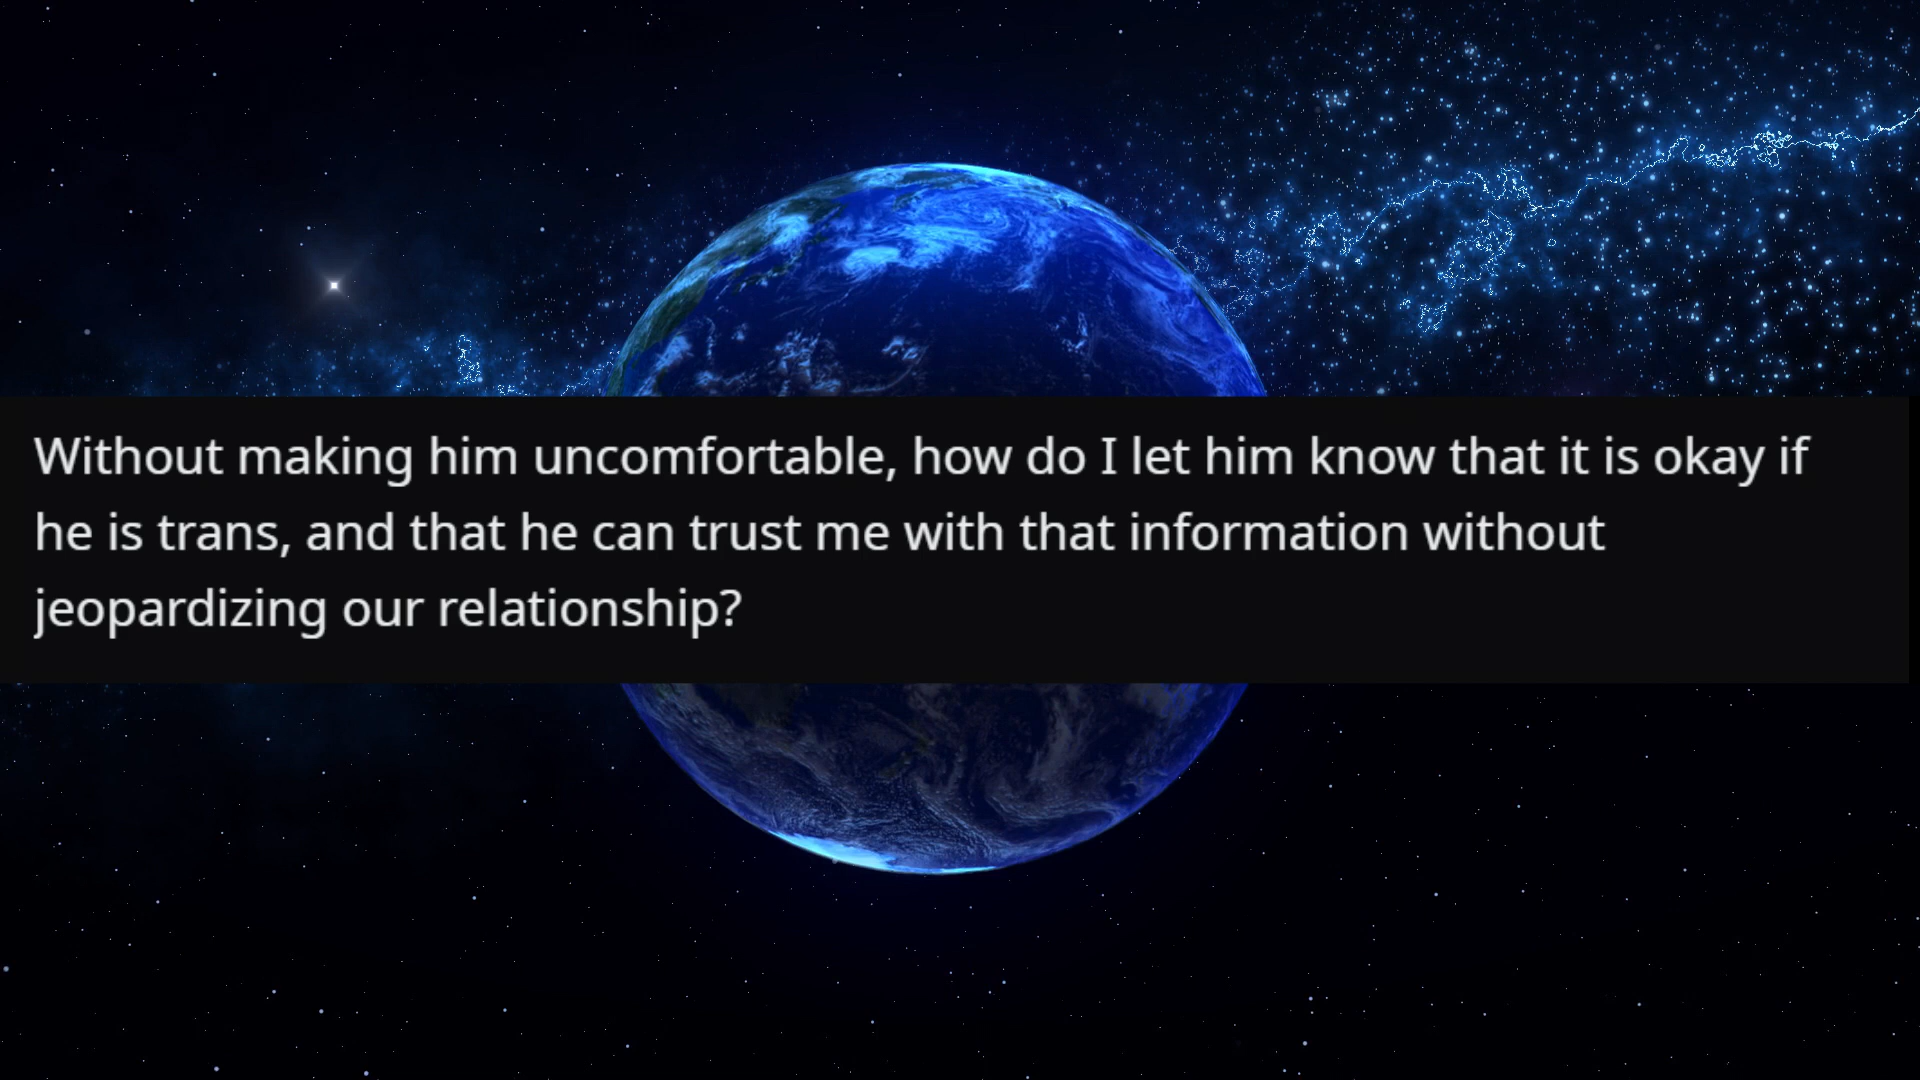 Without making him uncomfortable, how do I let him know that it is okay if
he is trans, and that he can trust me with that information without
jeopardizing our relationship?